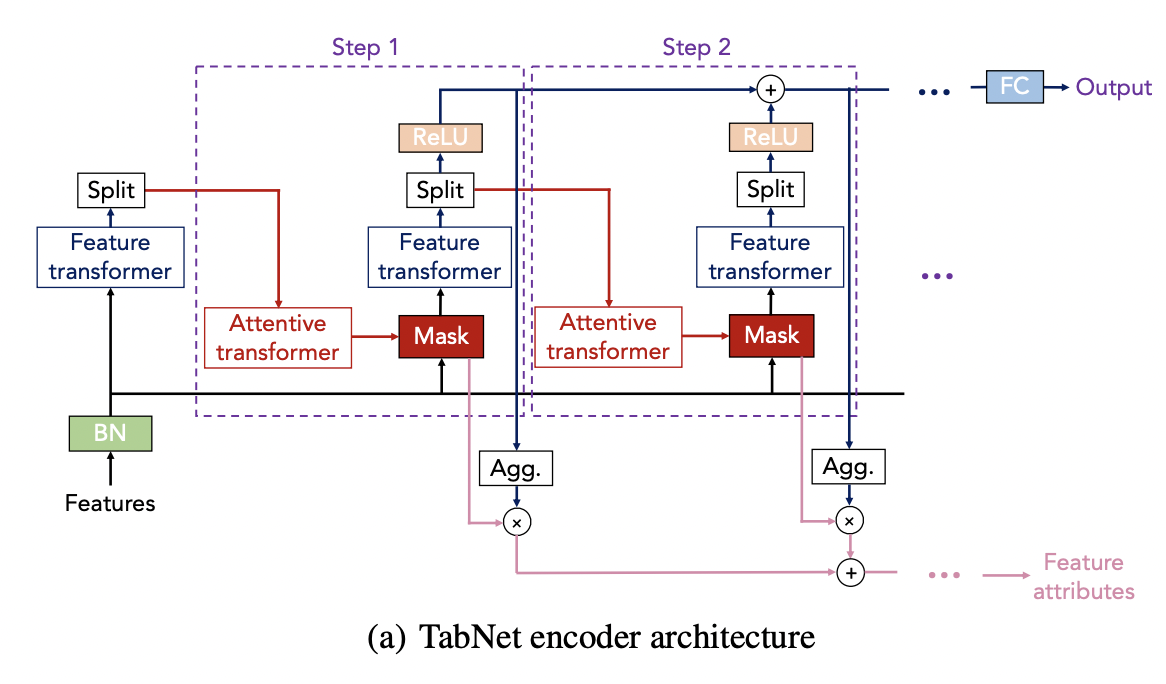 Step 1
Step 2
ReLU
+
ReLU
...
FC
Output
Split
Split
Split
Feature
transformer
Feature
transformer
Feature
transformer
...
Attentive
transformer
Mask
Attentive
transformer
Mask
BN
Features
Agg.
Agg.
×
×
+
...
Feature
attributes
(a) TabNet encoder architecture